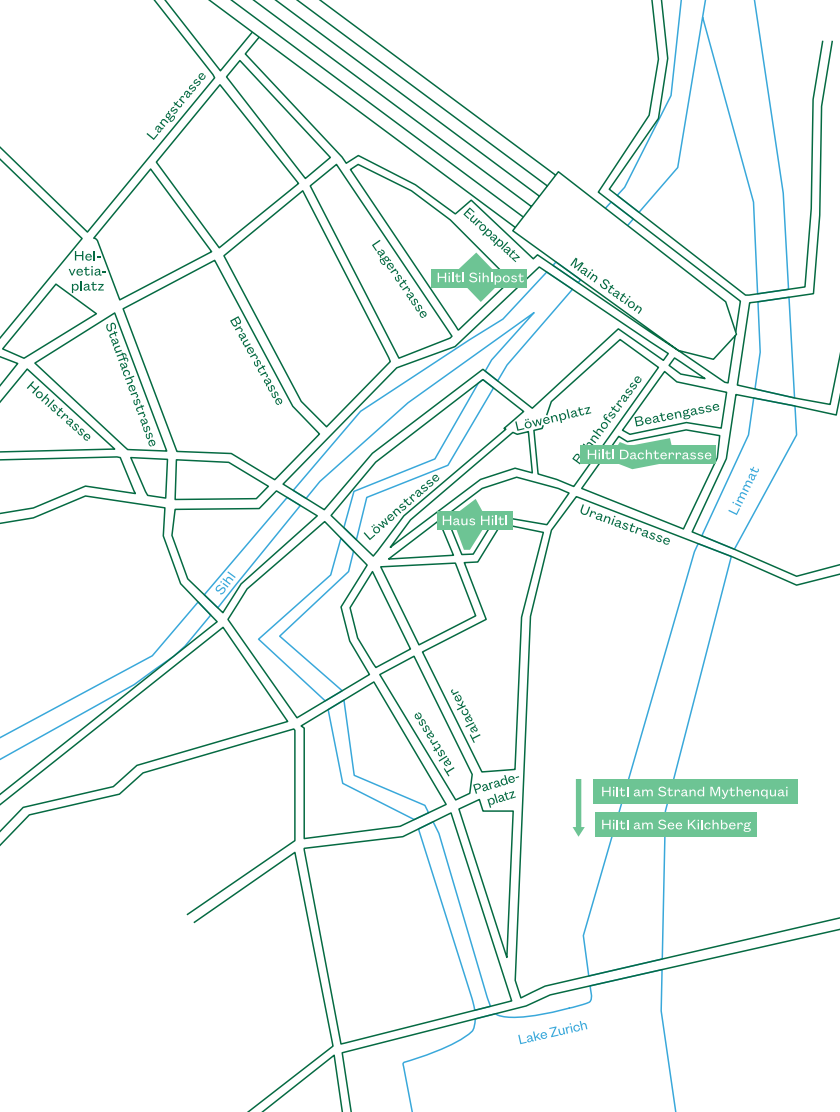 Langstrasse
Europaplatz
Hel-
vetia-
platz
Lagerstrasse
Hiltl Sihlpost
Main Station
Brauerstrasse
Stauffacherstrasse
Hohlstrasse
Löwenplatz
Bahnhofstrasse
Beatengasse
Hiltl Dachterrasse
Löwenstrasse
Haus Hiltl
Uraniastrasse
Limmat
Sihl
Talstrasse
Talacker
Parade-
platz
Hiltl am Strand Mythenquai
Hiltl am See Kilchberg
Lake Zurich